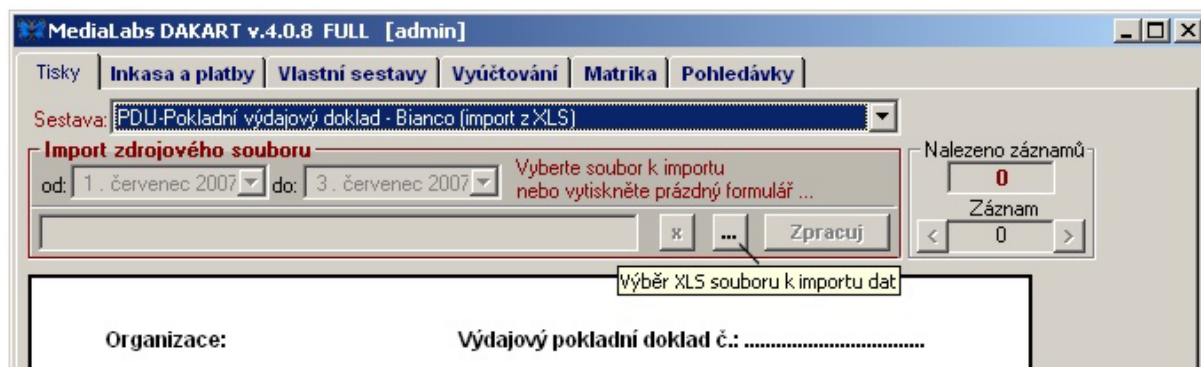 MediaLabs DAKART v.4.0.8 FULL [admin]
Tisky Inkasa a platby Vlastní sestavy Vyúčtování Matrika Pohledávky
Sestava: PDU-Pokladní výdajový doklad - Bianco (import z XLS)
Import zdrojového souboru
od: 1 . červenec 2007 do: 3 . červenec 2007
Vyberte soubor k importu
nebo vytiskněte prázdný formulář ...
Nalezeno záznamů
0
Záznam
< 0 >
x ... Zpracuj
Výběr XLS souboru k importu dat
Organizace: Výdajový pokladní doklad č.: ..................................